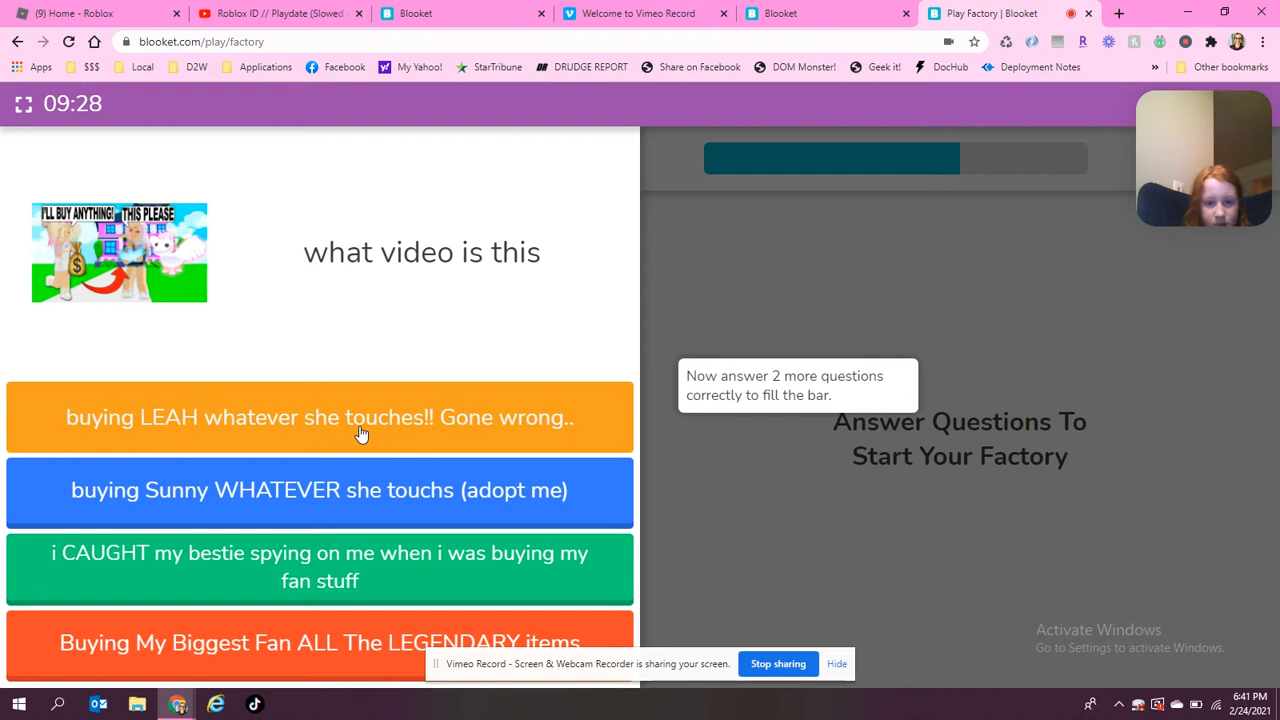 (9) Home - Roblox
Roblox ID // Playdate (Slowed
Blooket
Welcome to Vimeo Record
Blooket
Play Factory | Blooket
blooket.com/play/factory
Apps
$$$
Local
D2W
Applications
Facebook
My Yahoo!
StarTribune
DRUDGE REPORT
Share on Facebook
DOM Monster!
Geek it!
DocHub
Deployment Notes
»
Other bookmarks
09:28
I'LL BUY ANYTHING! THIS PLEASE
$
what video is this
buying LEAH whatever she touches!! Gone wrong..
buying Sunny WHATEVER she touchs (adopt me)
i CAUGHT my bestie spying on me when i was buying my
fan stuff
Buying My Biggest Fan ALL The LEGENDARY items
Now answer 2 more questions
correctly to fill the bar.
Answer Questions To
Start Your Factory
Activate Windows
Go to Settings to activate Windows.
Vimeo Record - Screen & Webcam Recorder is sharing your screen.
Stop sharing
Hide
6:41 PM
2/24/2021